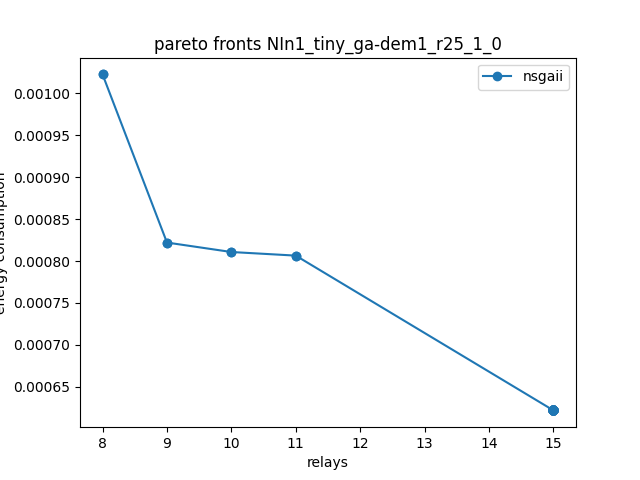 pareto fronts NIn1_tiny_ga-dem1_r25_1_0
nsgaii
energy consumption
0.00100
0.00095
0.00090
0.00085
0.00080
0.00075
0.00070
0.00065
8 9 10 11 12 13 14 15
relays